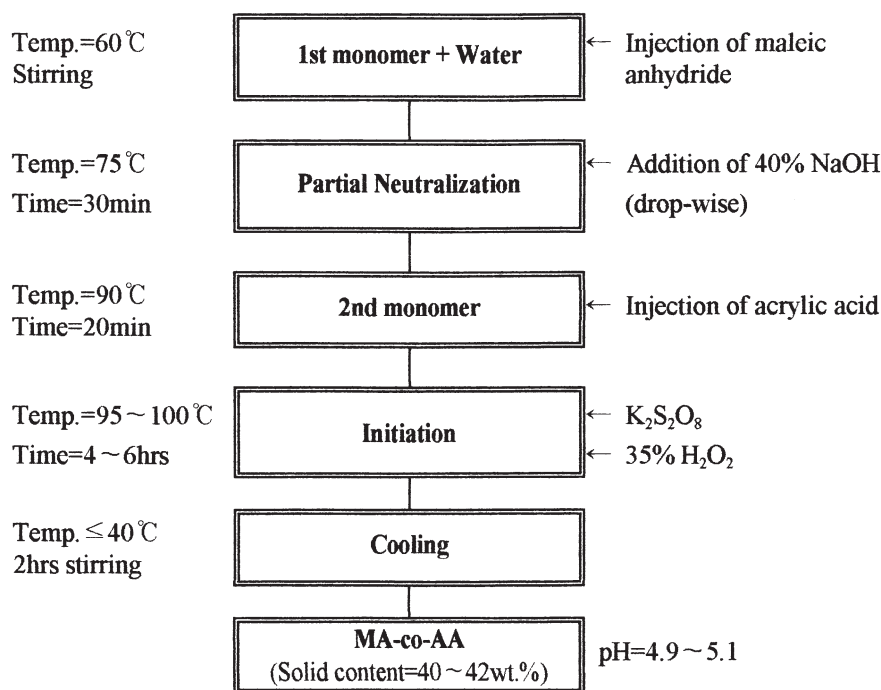 Temp.=60℃
Stirring
1st monomer + Water
← Injection of maleic
anhydride
Temp.=75℃
Time=30min
Partial Neutralization
← Addition of 40% NaOH
(drop-wise)
Temp.=90℃
Time=20min
2nd monomer
← Injection of acrylic acid
Temp.=95～100℃
Time=4～6hrs
Initiation
← K₂S₂O₈
← 35% H₂O₂
Temp.≦40℃
2hrs stirring
Cooling
MA-co-AA
(Solid content=40～42wt.%)
pH=4.9～5.1